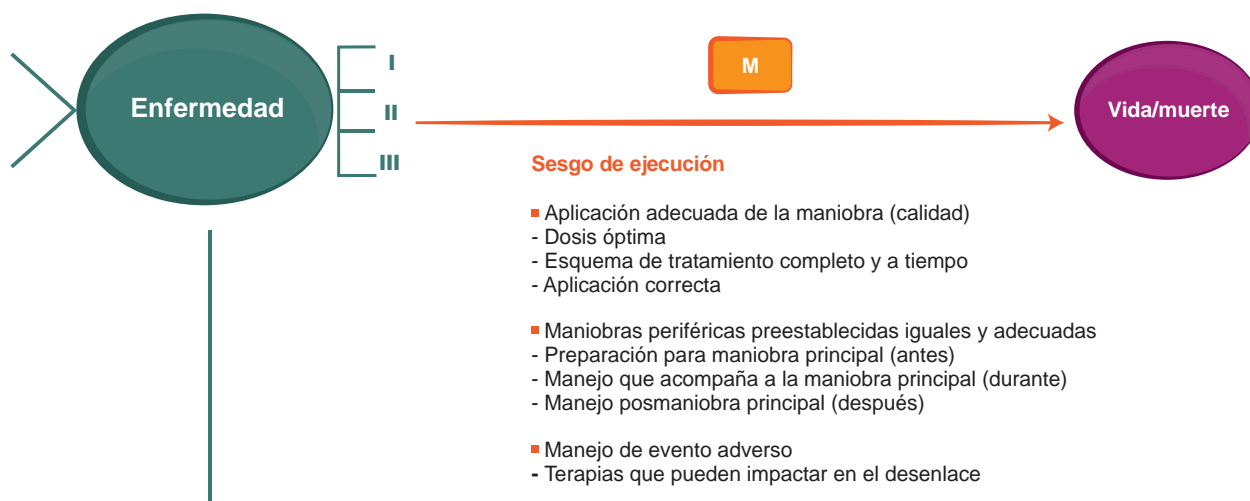 Enfermedad
I
II
III
M
Vida/muerte
Sesgo de ejecución
Aplicación adecuada de la maniobra (calidad)
- Dosis óptima
- Esquema de tratamiento completo y a tiempo
- Aplicación correcta
Maniobras periféricas preestablecidas iguales y adecuadas
- Preparación para maniobra principal (antes)
- Manejo que acompaña a la maniobra principal (durante)
- Manejo posmaniobra principal (después)
Manejo de evento adverso
- Terapias que pueden impactar en el desenlace